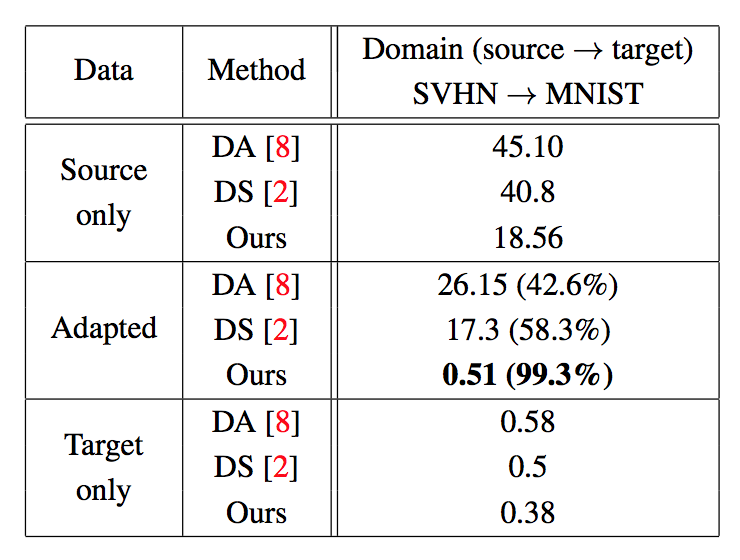 Data Method Domain (source → target)
SVHN → MNIST
Source only DA [8] 45.10
DS [2] 40.8
Ours 18.56
Adapted DA [8] 26.15 (42.6%)
DS [2] 17.3 (58.3%)
Ours 0.51 (99.3%)
Target only DA [8] 0.58
DS [2] 0.5
Ours 0.38